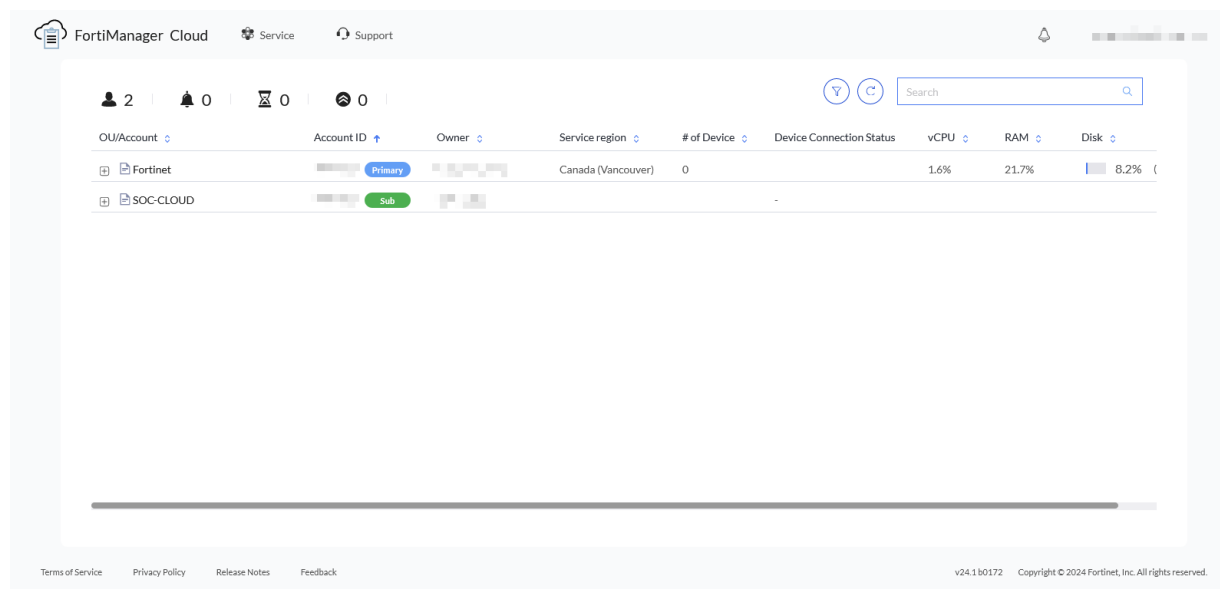 FortiManager Cloud Service Support
2 0 0 0 Search
OU/Account Account ID Owner Service region # of Device Device Connection Status vCPU RAM Disk
Fortinet Primary Canada (Vancouver) 0 1.6% 21.7% 8.2% (
SOC-CLOUD Sub -
Terms of Service Privacy Policy Release Notes Feedback v24.1 b0172 Copyright © 2024 Fortinet, Inc. All rights reserved.